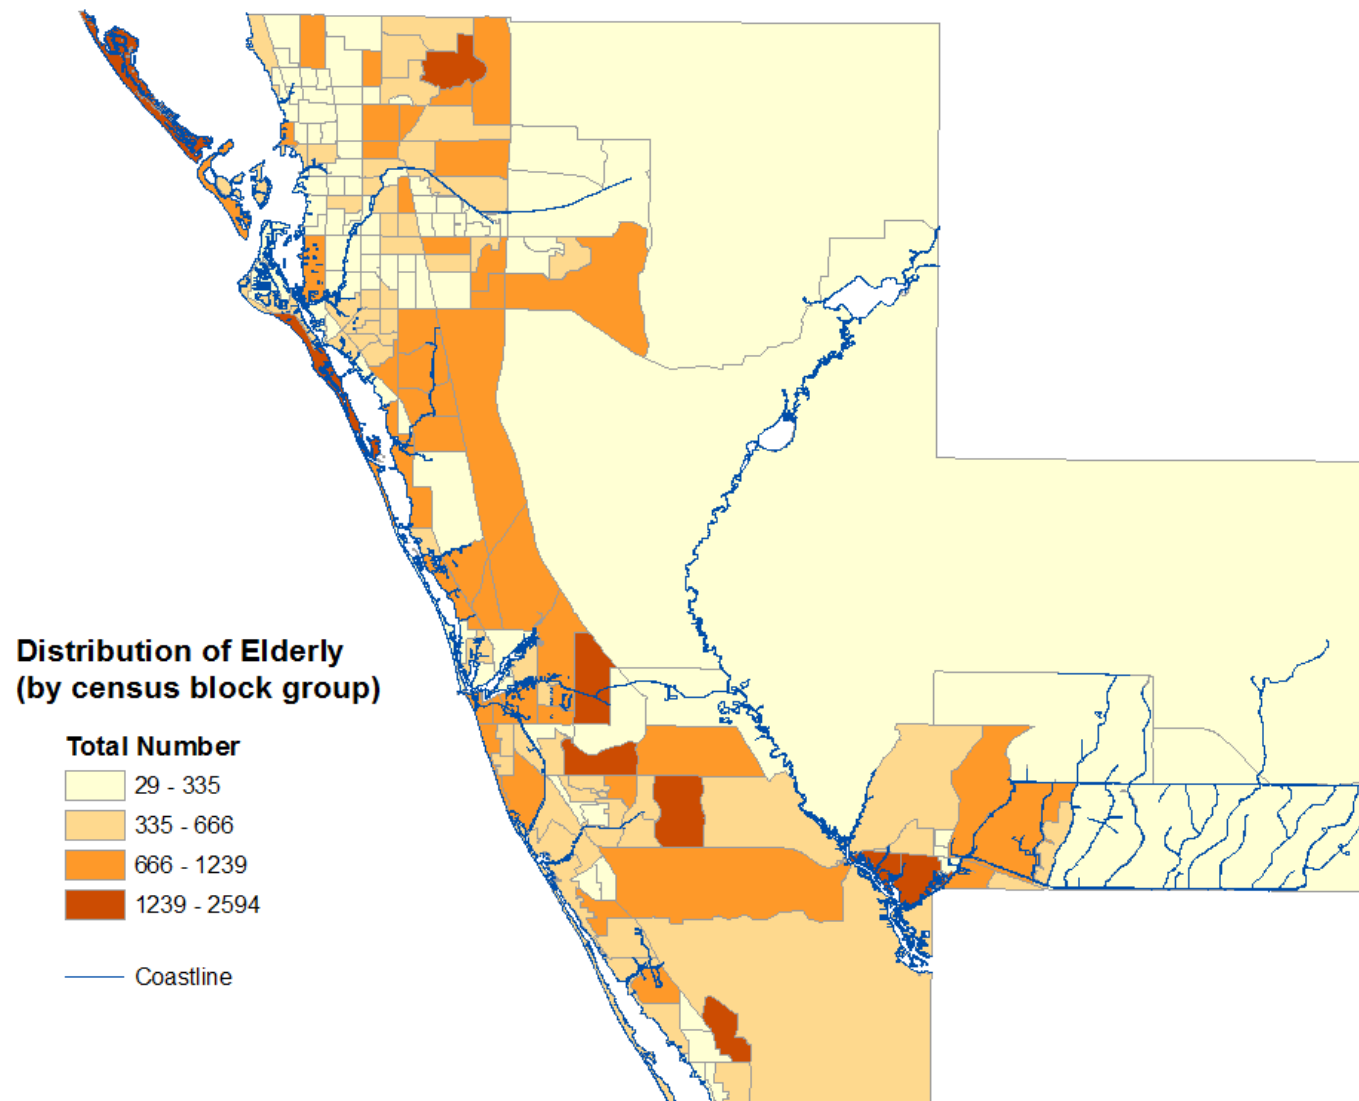 Distribution of Elderly
(by census block group)
Total Number
29 - 335
335 - 666
666 - 1239
1239 - 2594
Coastline